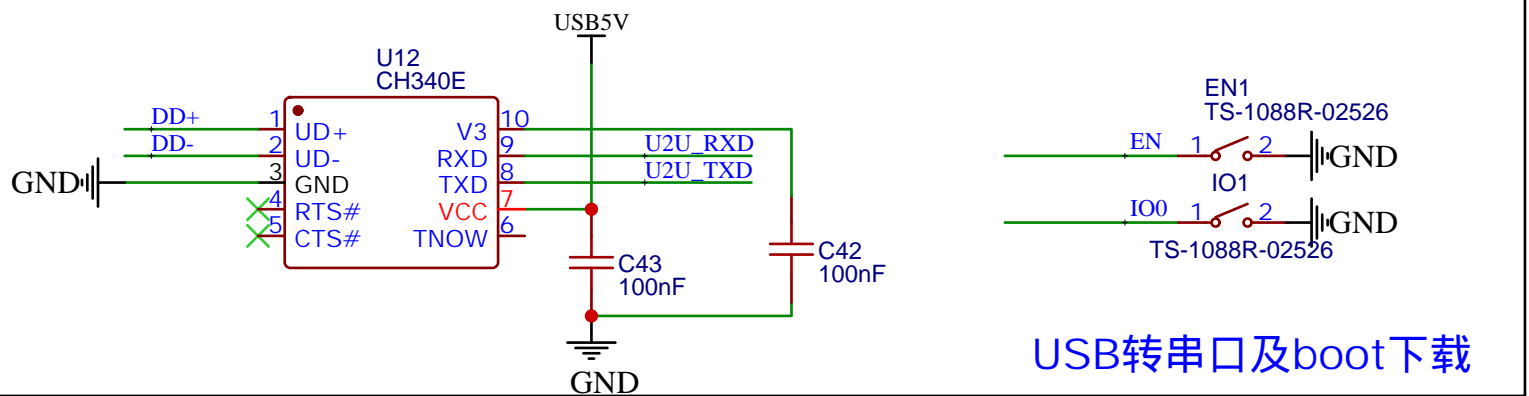 USB5V
U12
CH340E
DD+ 1 UD+ V3 10
DD- 2 UD- RXD 9 U2U_RXD
GND 3 GND TXD 8 U2U_TXD
4 RTS# VCC 7
5 CTS# TNOW 6
C43
100nF
C42
100nF
GND
EN1
TS-1088R-02526
EN 1 2 GND
IO1
IO0 1 2 GND
TS-1088R-02526
USB转串口及boot下载